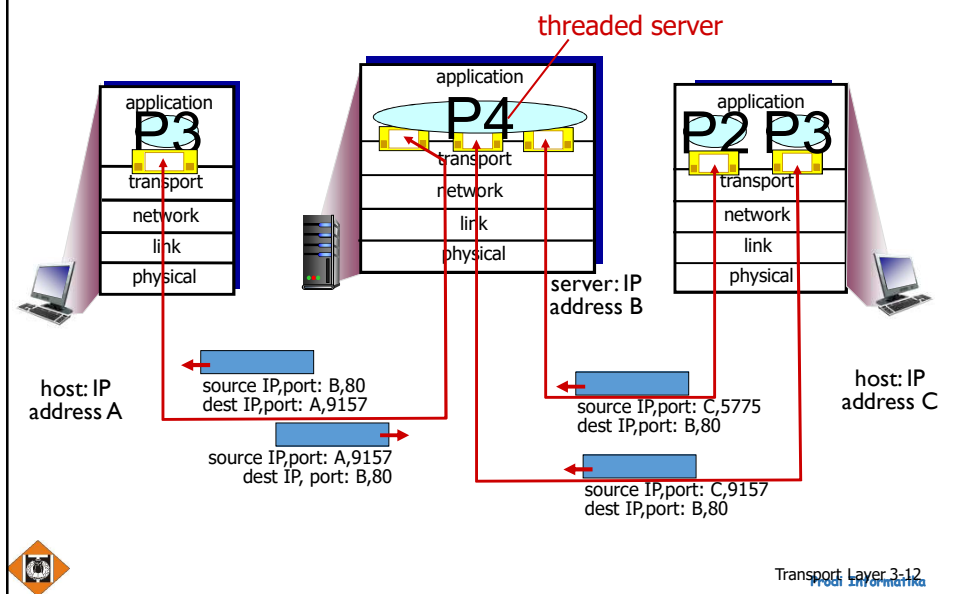 threaded server
application
P3
transport
network
link
physical
application
P4
transport
network
link
physical
application
P2 P3
transport
network
link
physical
server: IP
address B
host: IP
address A
source IP,port: B,80
dest IP,port: A,9157
source IP,port: A,9157
dest IP, port: B,80
source IP,port: C,5775
dest IP,port: B,80
source IP,port: C,9157
dest IP,port: B,80
host: IP
address C
Transport Layer 3-12
Prodi Informatika